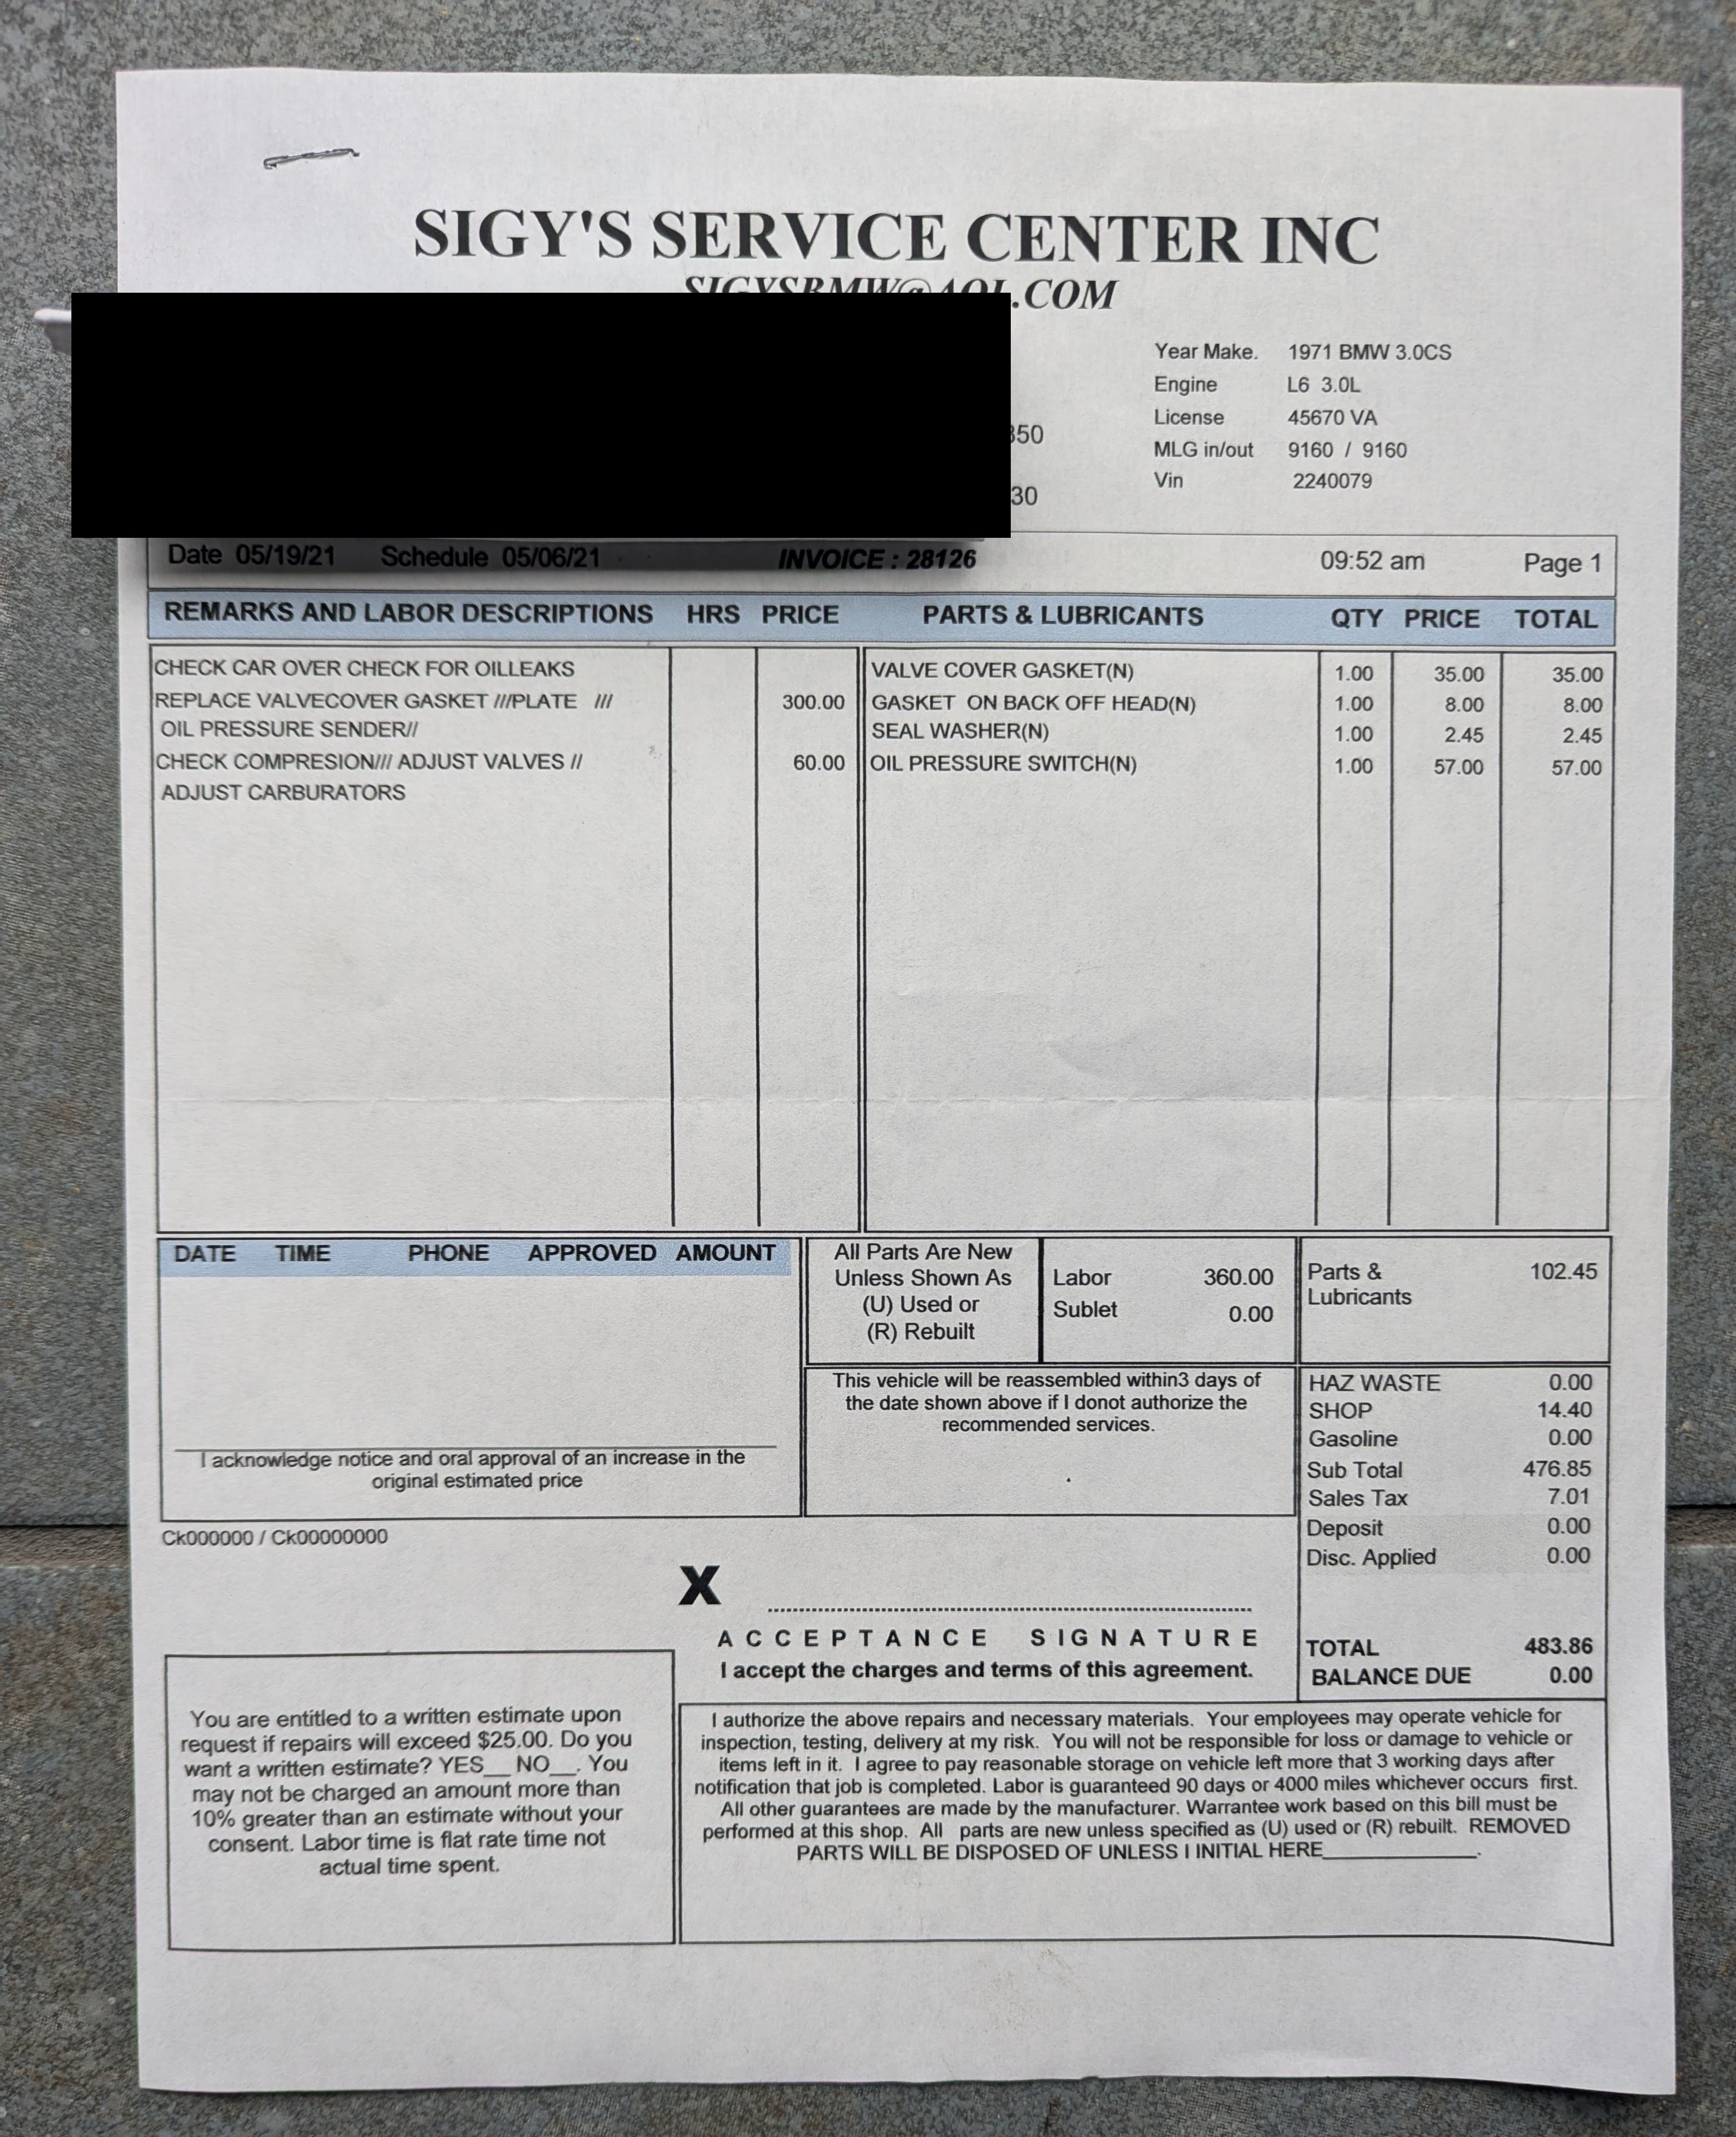 SIGY'S SERVICE CENTER INC
.COM
Year Make. 1971 BMW 3.0CS
Engine L6 3.0L
License 45670 VA
350
MLG in/out 9160 / 9160
Vin 2240079
30
Date 05/19/21 Schedule 05/06/21 INVOICE : 28126 09:52 am Page 1
REMARKS AND LABOR DESCRIPTIONS HRS PRICE PARTS & LUBRICANTS QTY PRICE TOTAL
CHECK CAR OVER CHECK FOR OILLEAKS VALVE COVER GASKET(N) 1.00 35.00 35.00
REPLACE VALVECOVER GASKET ///PLATE /// 300.00 GASKET ON BACK OFF HEAD(N) 1.00 8.00 8.00
OIL PRESSURE SENDER// SEAL WASHER(N) 1.00 2.45 2.45
CHECK COMPRESION/// ADJUST VALVES // 60.00 OIL PRESSURE SWITCH(N) 1.00 57.00 57.00
ADJUST CARBURATORS
DATE TIME PHONE APPROVED AMOUNT
I acknowledge notice and oral approval of an increase in the
original estimated price
All Parts Are New
Unless Shown As
(U) Used or
(R) Rebuilt
Labor 360.00
Sublet 0.00
Parts & 102.45
Lubricants
This vehicle will be reassembled within3 days of
the date shown above if I donot authorize the
recommended services.
HAZ WASTE 0.00
SHOP 14.40
Gasoline 0.00
Sub Total 476.85
Sales Tax 7.01
Deposit 0.00
Disc. Applied 0.00
TOTAL 483.86
BALANCE DUE 0.00
Ck000000 / Ck00000000
X
ACCEPTANCE SIGNATURE
I accept the charges and terms of this agreement.
You are entitled to a written estimate upon
request if repairs will exceed $25.00. Do you
want a written estimate? YES__ NO__. You
may not be charged an amount more than
10% greater than an estimate without your
consent. Labor time is flat rate time not
actual time spent.
I authorize the above repairs and necessary materials. Your employees may operate vehicle for
inspection, testing, delivery at my risk. You will not be responsible for loss or damage to vehicle or
items left in it. I agree to pay reasonable storage on vehicle left more that 3 working days after
notification that job is completed. Labor is guaranteed 90 days or 4000 miles whichever occurs first.
All other guarantees are made by the manufacturer. Warrantee work based on this bill must be
performed at this shop. All parts are new unless specified as (U) used or (R) rebuilt. REMOVED
PARTS WILL BE DISPOSED OF UNLESS I INITIAL HERE____________.